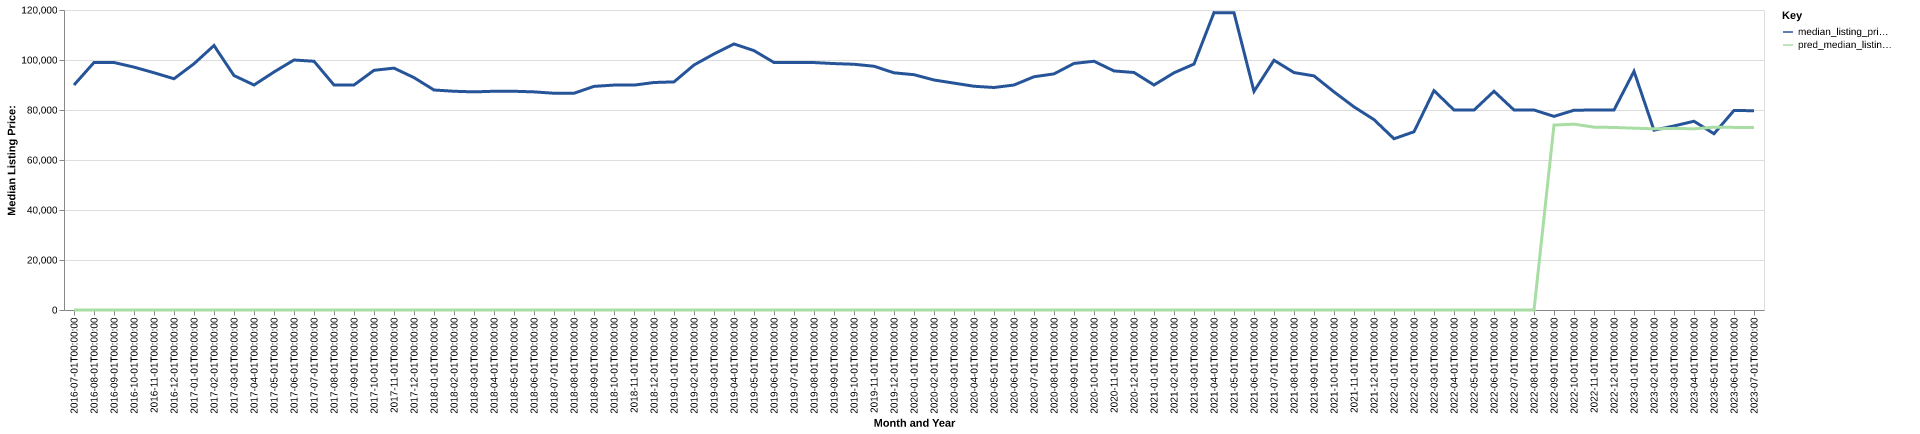 120,000
100,000
80,000
60,000
40,000
20,000
0
Median Listing Price:
2016-07-01T00:00:00
2016-08-01T00:00:00
2016-09-01T00:00:00
2016-10-01T00:00:00
2016-11-01T00:00:00
2016-12-01T00:00:00
2017-01-01T00:00:00
2017-02-01T00:00:00
2017-03-01T00:00:00
2017-04-01T00:00:00
2017-05-01T00:00:00
2017-06-01T00:00:00
2017-07-01T00:00:00
2017-08-01T00:00:00
2017-09-01T00:00:00
2017-10-01T00:00:00
2017-11-01T00:00:00
2017-12-01T00:00:00
2018-01-01T00:00:00
2018-02-01T00:00:00
2018-03-01T00:00:00
2018-04-01T00:00:00
2018-05-01T00:00:00
2018-06-01T00:00:00
2018-07-01T00:00:00
2018-08-01T00:00:00
2018-09-01T00:00:00
2018-10-01T00:00:00
2018-11-01T00:00:00
2018-12-01T00:00:00
2019-01-01T00:00:00
2019-02-01T00:00:00
2019-03-01T00:00:00
2019-04-01T00:00:00
2019-05-01T00:00:00
2019-06-01T00:00:00
2019-07-01T00:00:00
2019-08-01T00:00:00
2019-09-01T00:00:00
2019-10-01T00:00:00
2019-11-01T00:00:00
2019-12-01T00:00:00
2020-01-01T00:00:00
2020-02-01T00:00:00
2020-03-01T00:00:00
2020-04-01T00:00:00
2020-05-01T00:00:00
2020-06-01T00:00:00
2020-07-01T00:00:00
2020-08-01T00:00:00
2020-09-01T00:00:00
2020-10-01T00:00:00
2020-11-01T00:00:00
2020-12-01T00:00:00
2021-01-01T00:00:00
2021-02-01T00:00:00
2021-03-01T00:00:00
2021-04-01T00:00:00
2021-05-01T00:00:00
2021-06-01T00:00:00
2021-07-01T00:00:00
2021-08-01T00:00:00
2021-09-01T00:00:00
2021-10-01T00:00:00
2021-11-01T00:00:00
2021-12-01T00:00:00
2022-01-01T00:00:00
2022-02-01T00:00:00
2022-03-01T00:00:00
2022-04-01T00:00:00
2022-05-01T00:00:00
2022-06-01T00:00:00
2022-07-01T00:00:00
2022-08-01T00:00:00
2022-09-01T00:00:00
2022-10-01T00:00:00
2022-11-01T00:00:00
2022-12-01T00:00:00
2023-01-01T00:00:00
2023-02-01T00:00:00
2023-03-01T00:00:00
2023-04-01T00:00:00
2023-05-01T00:00:00
2023-06-01T00:00:00
2023-07-01T00:00:00
Month and Year
Key
median_listing_pri…
pred_median_listin…